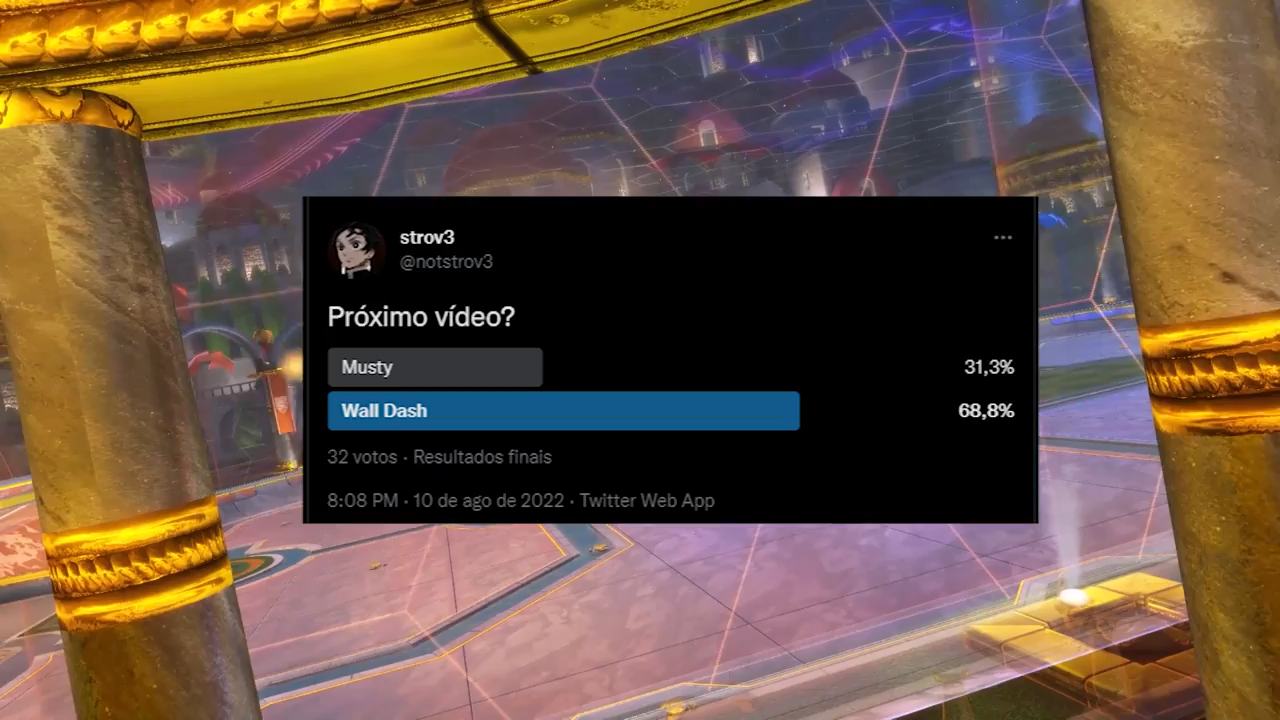 strov3
@notstrov3
Próximo vídeo?
Musty 31,3%
Wall Dash 68,8%
32 votos · Resultados finais
8:08 PM · 10 de ago de 2022 · Twitter Web App